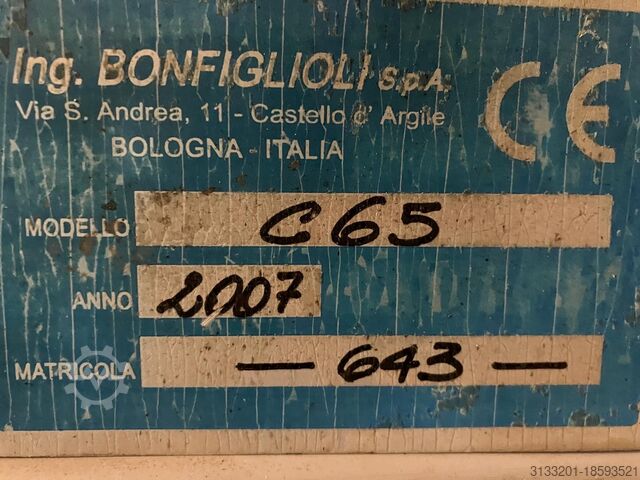 Ing. BONFIGLIOLI S.p.A.
Via S. Andrea, 11 - Castello d' Argile
BOLOGNA - ITALIA
CE
MODELLO C65
ANNO 2007
MATRICOLA — 643 —
3133201-18593521